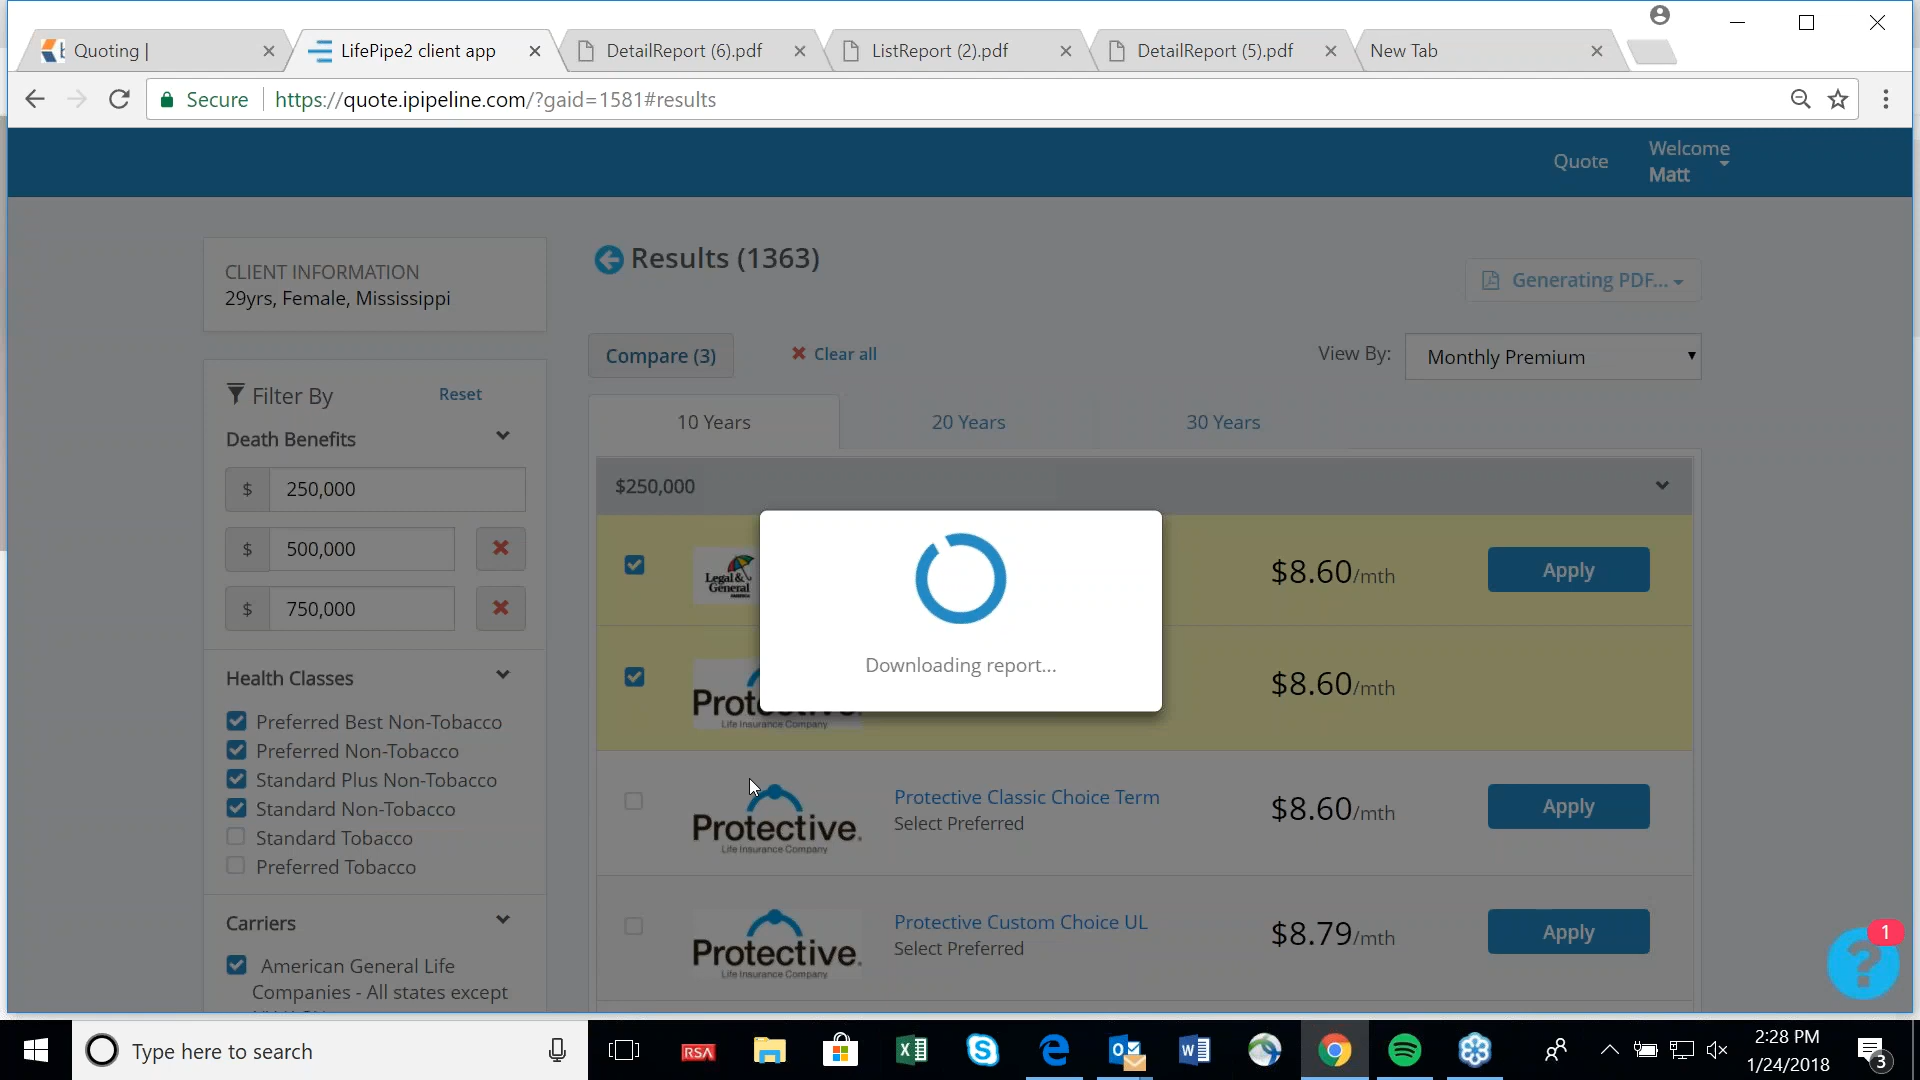 Quoting |
LifePipe2 client app
DetailReport (6).pdf
ListReport (2).pdf
DetailReport (5).pdf
New Tab
Secure
https://quote.ipipeline.com/?gaid=1581#results
Quote
Welcome
Matt
CLIENT INFORMATION
29yrs, Female, Mississippi
Results (1363)
Generating PDF...
Compare (3)
Clear all
View By:
Monthly Premium
Filter By
Reset
Death Benefits
$ 250,000
$ 500,000
$ 750,000
Health Classes
Preferred Best Non-Tobacco
Preferred Non-Tobacco
Standard Plus Non-Tobacco
Standard Non-Tobacco
Standard Tobacco
Preferred Tobacco
Carriers
American General Life
Companies - All states except
10 Years
20 Years
30 Years
$250,000
Legal &
General
AMERICA
$8.60/mth
Apply
Downloading report...
Life Insurance Company
$8.60/mth
Protective.
Life Insurance Company
Protective Classic Choice Term
Select Preferred
$8.60/mth
Apply
Protective.
Life Insurance Company
Protective Custom Choice UL
Select Preferred
$8.79/mth
Apply
1
?
Type here to search
RSA
2:28 PM
1/24/2018
3